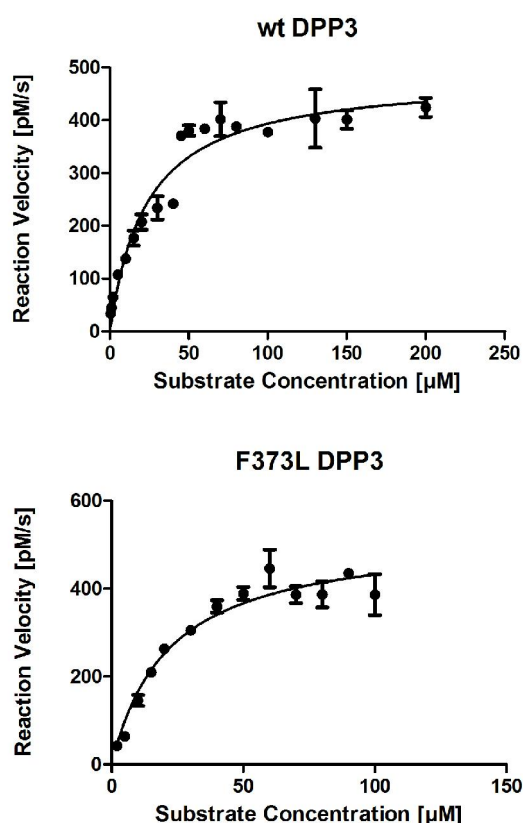 wt DPP3
Reaction Velocity [pM/s]
500
400
300
200
100
0
0 50 100 150 200 250
Substrate Concentration [µM]
F373L DPP3
Reaction Velocity [pM/s]
600
400
200
0
0 50 100 150
Substrate Concentration [µM]